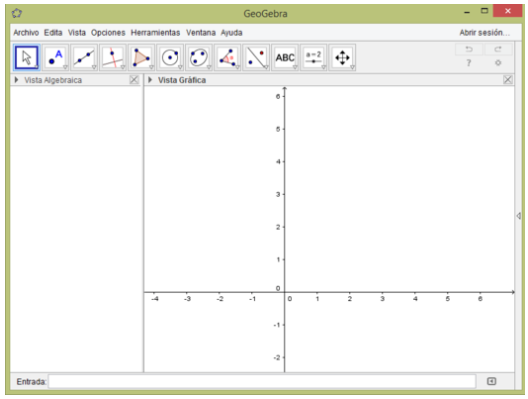 GeoGebra
Archivo Edita Vista Opciones Herramientas Ventana Ayuda Abrir sesión...
A ABC a=2 ?
Vista Algebraica Vista Gráfica
6
5
4
3
2
1
0
-4 -3 -2 -1 0 1 2 3 4 5 6
-1
-2
Entrada: